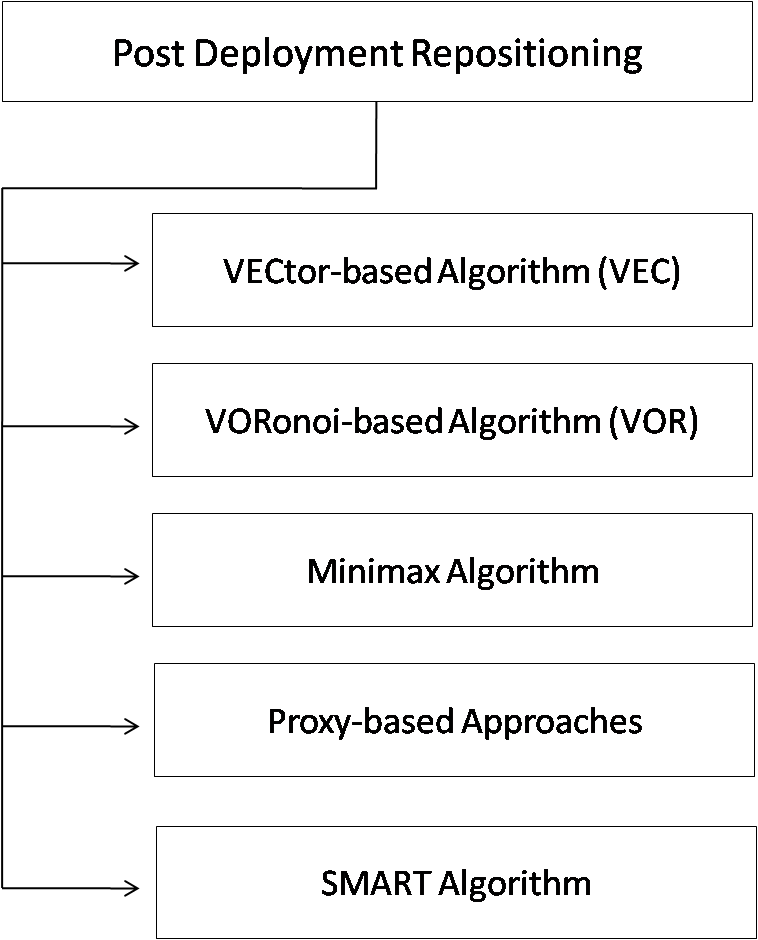 Post Deployment Repositioning
VECtor-based Algorithm (VEC)
VORonoi-based Algorithm (VOR)
Minimax Algorithm
Proxy-based Approaches
SMART Algorithm